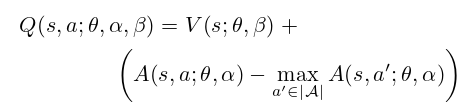 Q(s, a; θ, α, β) = V(s; θ, β) +
( A(s, a; θ, α) − max_{a′∈|𝒜|} A(s, a′; θ, α) )